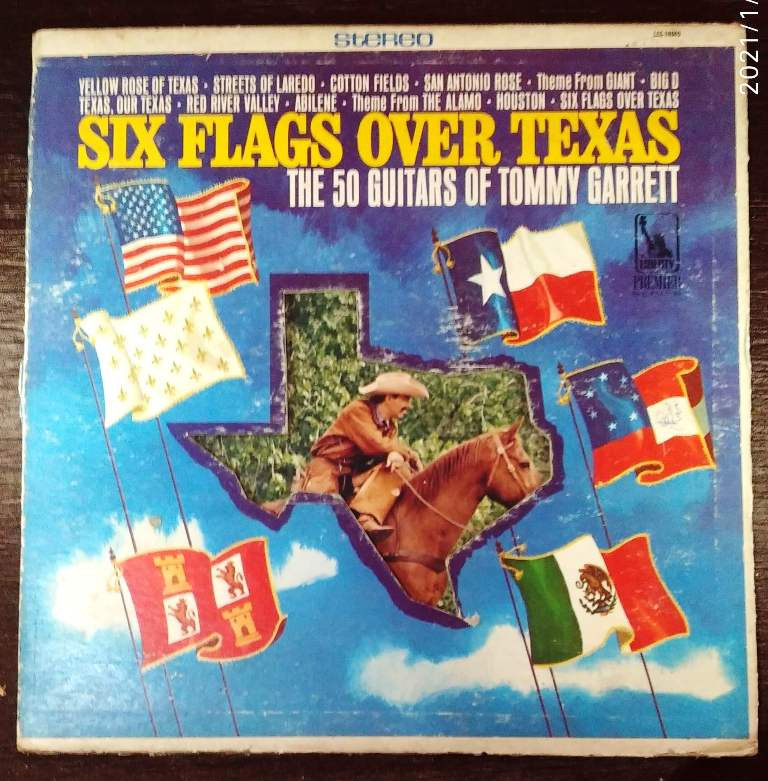 2021/1/
STEREO
YELLOW ROSE OF TEXAS • STREETS OF LAREDO • COTTON FIELDS • SAN ANTONIO ROSE • Theme From GIANT • BIG D
TEXAS, OUR TEXAS • RED RIVER VALLEY • ABILENE • Theme From THE ALAMO • HOUSTON • SIX FLAGS OVER TEXAS
SIX FLAGS OVER TEXAS
THE 50 GUITARS OF TOMMY GARRETT
LIBERTY
PREMIER